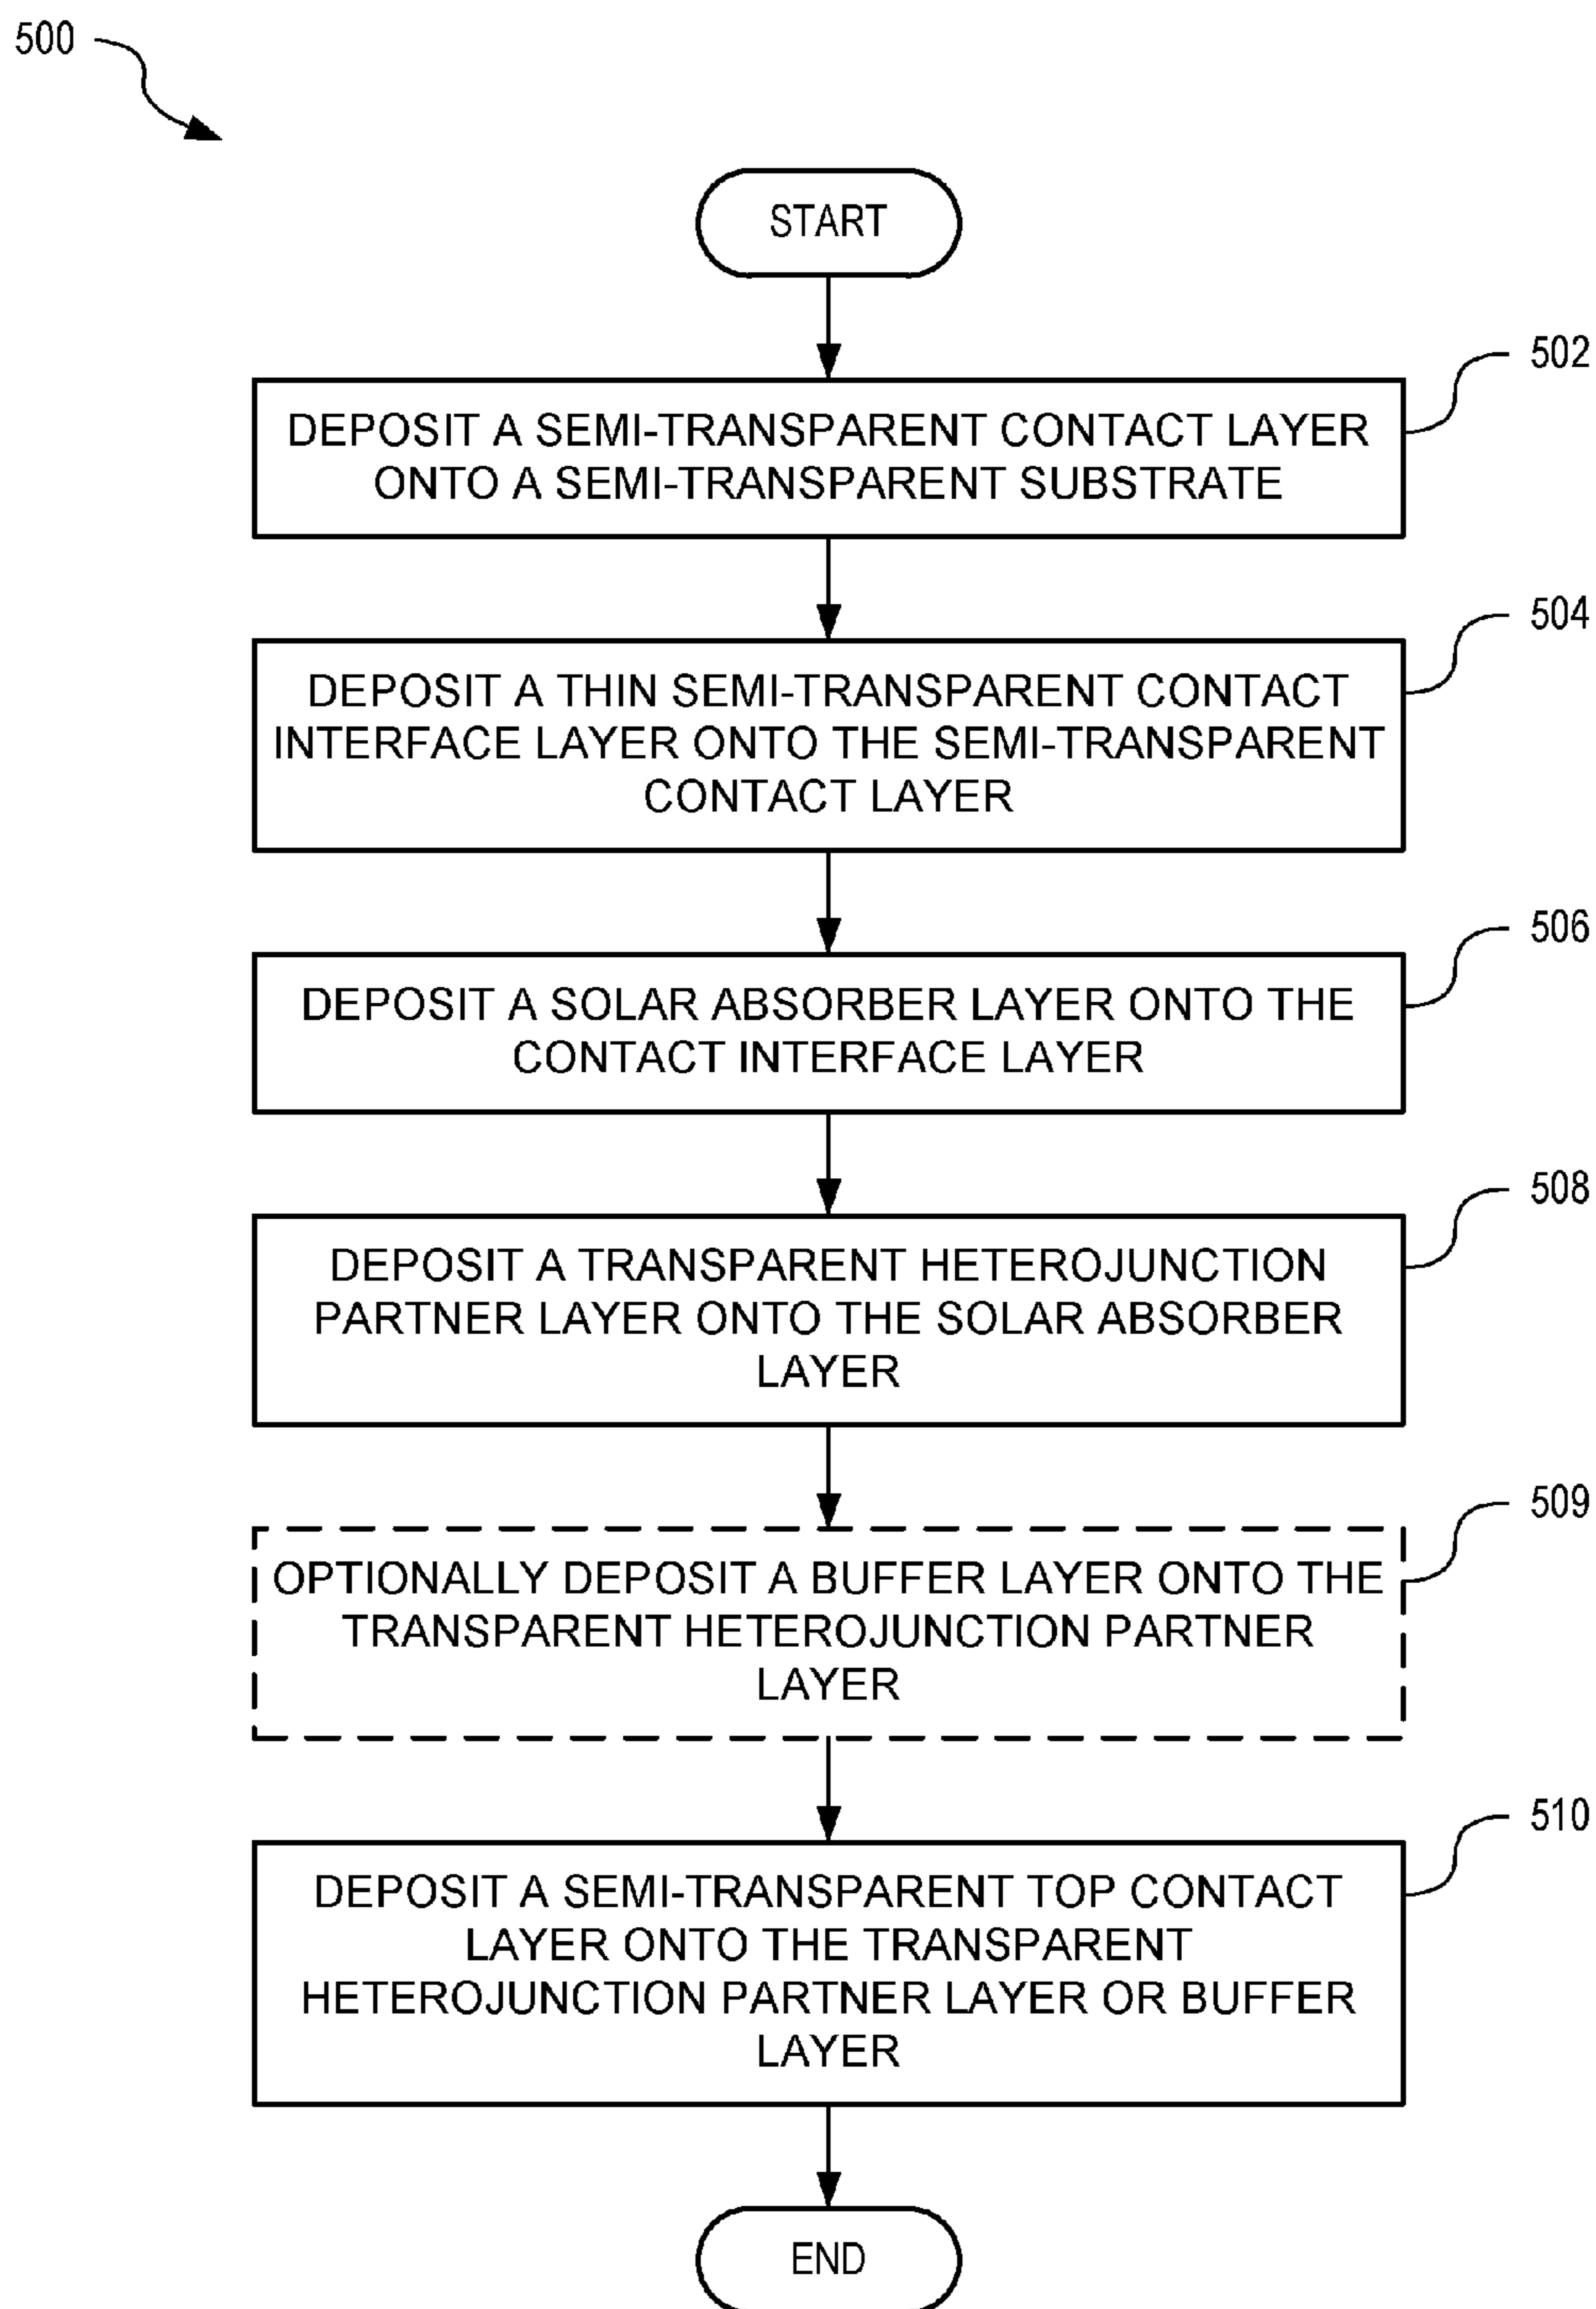 500
START
502
DEPOSIT A SEMI-TRANSPARENT CONTACT LAYER
ONTO A SEMI-TRANSPARENT SUBSTRATE
504
DEPOSIT A THIN SEMI-TRANSPARENT CONTACT
INTERFACE LAYER ONTO THE SEMI-TRANSPARENT
CONTACT LAYER
506
DEPOSIT A SOLAR ABSORBER LAYER ONTO THE
CONTACT INTERFACE LAYER
508
DEPOSIT A TRANSPARENT HETEROJUNCTION
PARTNER LAYER ONTO THE SOLAR ABSORBER
LAYER
509
OPTIONALLY DEPOSIT A BUFFER LAYER ONTO THE
TRANSPARENT HETEROJUNCTION PARTNER
LAYER
510
DEPOSIT A SEMI-TRANSPARENT TOP CONTACT
LAYER ONTO THE TRANSPARENT
HETEROJUNCTION PARTNER LAYER OR BUFFER
LAYER
END